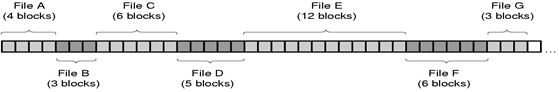 File A
(4 blocks)
File C
(6 blocks)
File E
(12 blocks)
File G
(3 blocks)
File B
(3 blocks)
File D
(5 blocks)
File F
(6 blocks)
...